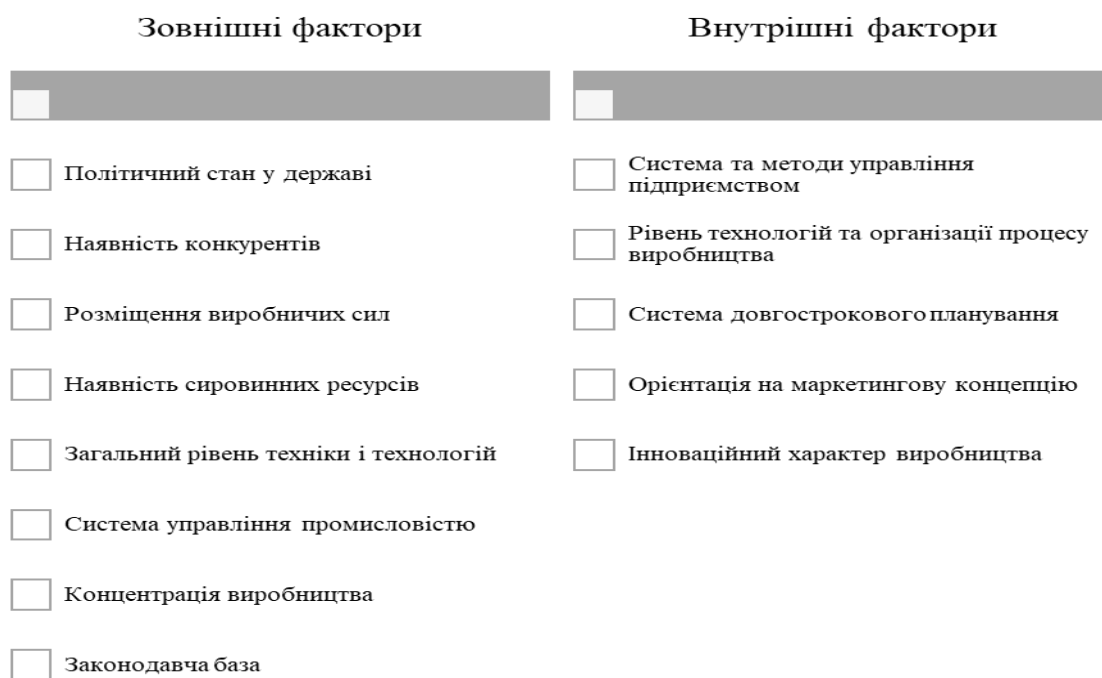 Зовнішні фактори
Політичний стан у державі
Наявність конкурентів
Розміщення виробничих сил
Наявність сировинних ресурсів
Загальний рівень техніки і технологій
Система управління промисловістю
Концентрація виробництва
Законодавча база
Внутрішні фактори
Система та методи управління
підприємством
Рівень технологій та організації процесу
виробництва
Система довгострокового планування
Орієнтація на маркетингову концепцію
Інноваційний характер виробництва